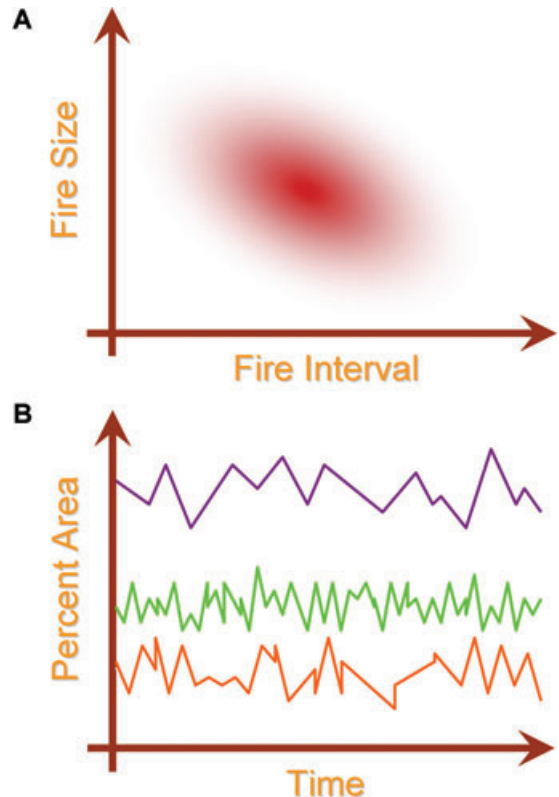 A
Fire Size
Fire Interval
B
Percent Area
Time